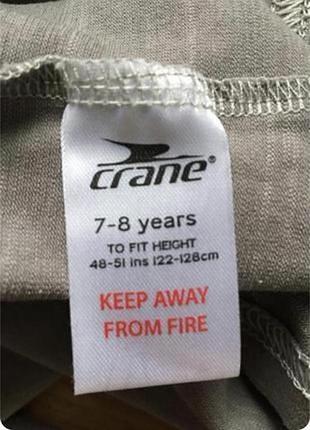 crane®
7-8 years
TO FIT HEIGHT
48-51 ins 122-128cm
KEEP AWAY
FROM FIRE